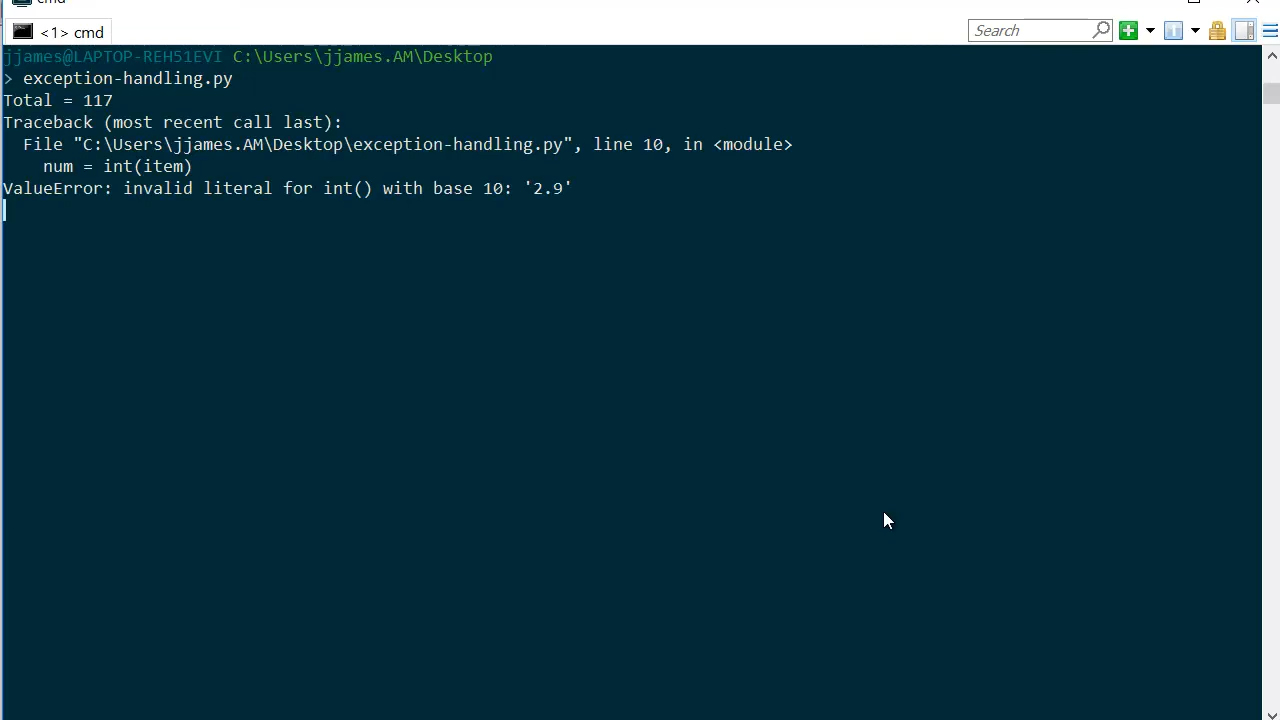 cmd
<1> cmd
Search
jjames@LAPTOP-REH51EVI C:\Users\jjames.AM\Desktop
> exception-handling.py
Total = 117
Traceback (most recent call last):
  File "C:\Users\jjames.AM\Desktop\exception-handling.py", line 10, in <module>
    num = int(item)
ValueError: invalid literal for int() with base 10: '2.9'